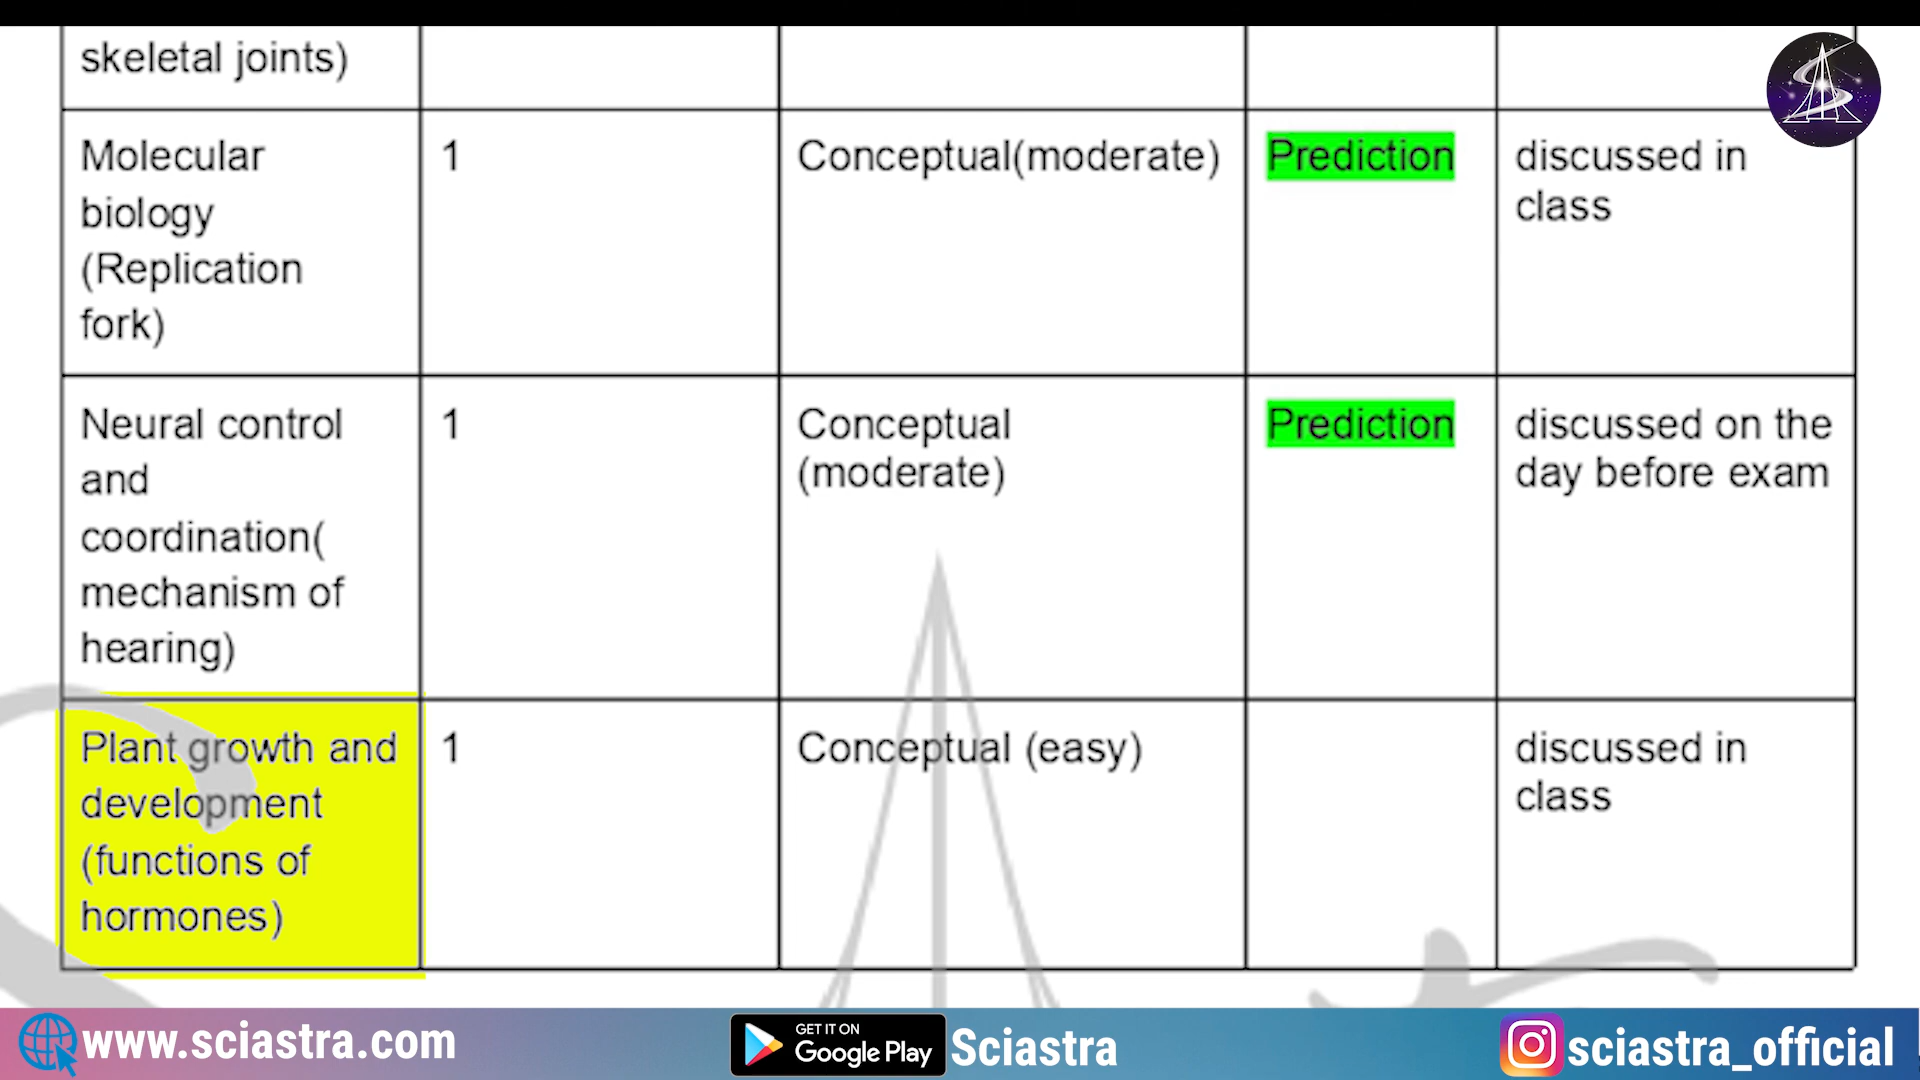 skeletal joints)
Molecular
biology
(Replication
fork)
1
Conceptual(moderate)
Prediction
discussed in
class
Neural control
and
coordination(
mechanism of
hearing)
1
Conceptual
(moderate)
Prediction
discussed on the
day before exam
Plant growth and
development
(functions of
hormones)
1
Conceptual (easy)
discussed in
class
www.sciastra.com
GET IT ON
Google Play
Sciastra
sciastra_official